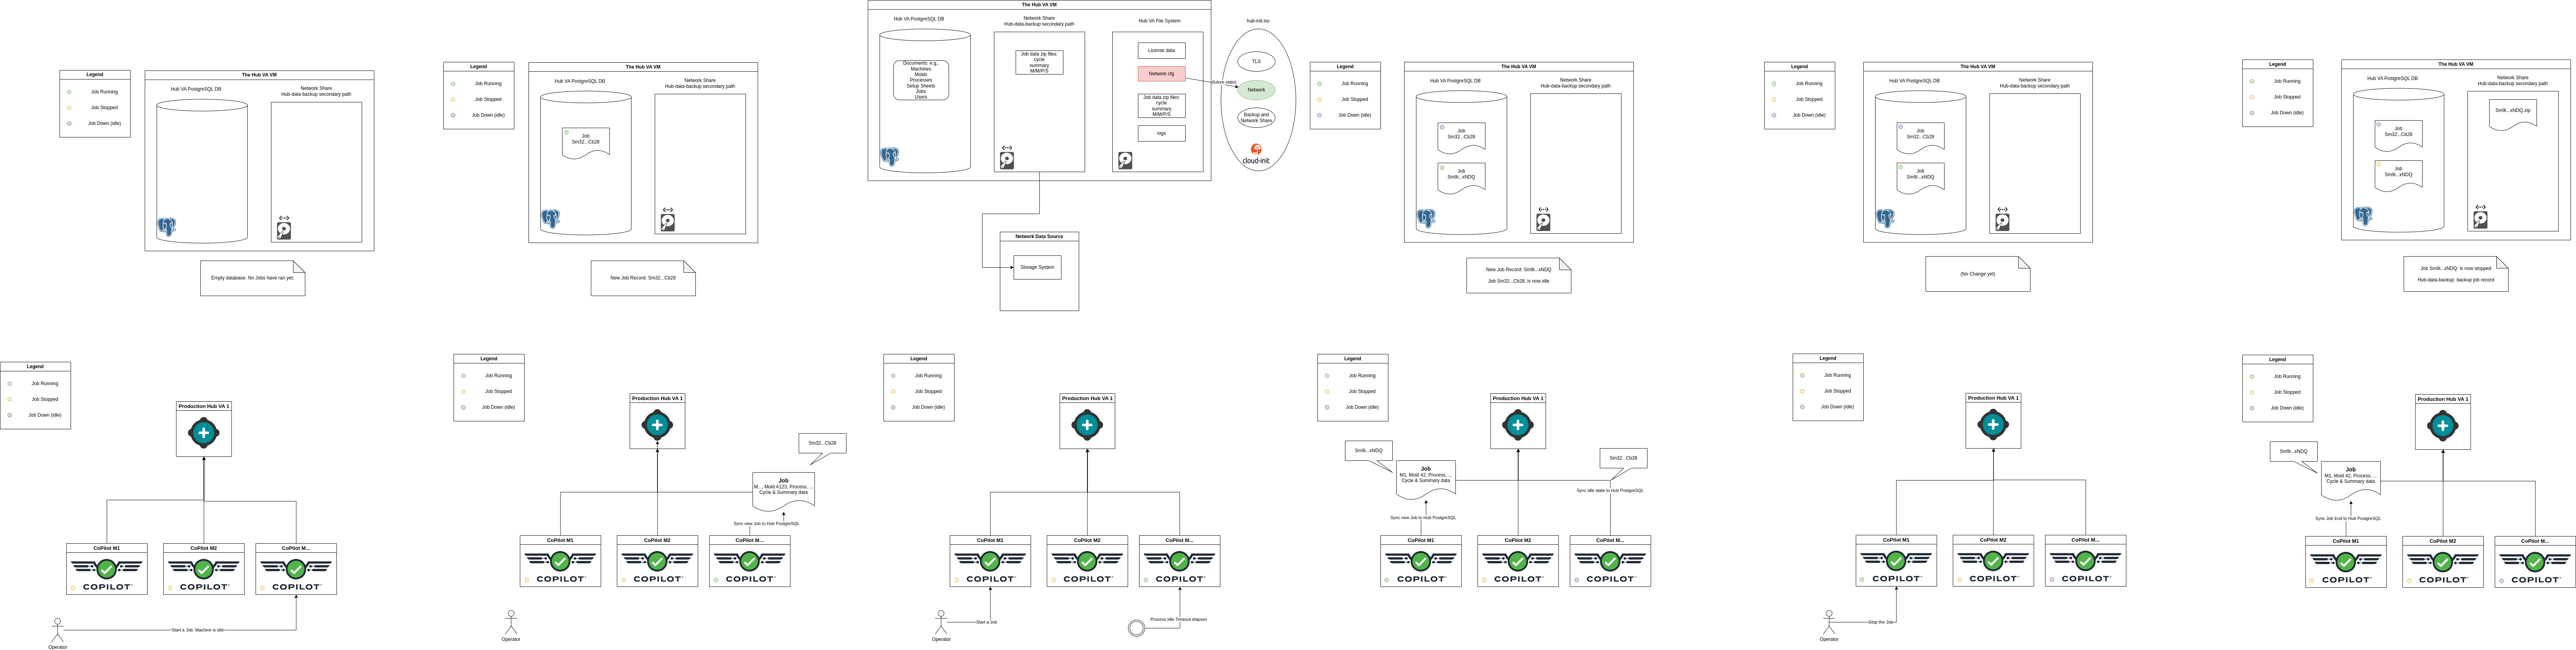 Legend
Job Running
Job Stopped
Job Down (idle)
The Hub VA VM
Hub VA PostgreSQL DB
Network Share
Hub-data-backup secondary path
Empty database. No Jobs have ran yet.
Legend
Job Running
Job Stopped
Job Down (idle)
The Hub VA VM
Hub VA PostgreSQL DB
Network Share
Hub-data-backup secondary path
Job
Sm32...Cb28
New Job Record: Sm32...Cb28
The Hub VA VM
Hub VA PostgreSQL DB
Network Share
Hub-data-backup secondary path
Hub VA File System
Documents: e.g.,
Machines
Molds
Processes
Setup Sheets
Jobs
Users
Job data zip files:
cycle
summary
M/M/P/S
License data
Network cfg
Job data zip files:
cycle
summary
M/M/P/S
logs
(future state)
hub-init.iso
TLS
Network
Backup and
Network Share
cloud-init
Network Data Source
Storage System
Legend
Job Running
Job Stopped
Job Down (idle)
The Hub VA VM
Hub VA PostgreSQL DB
Network Share
Hub-data-backup secondary path
Job
Sm32...Cb28
Job
Sm9i...xNDQ
New Job Record: Sm9i...xNDQ
Job Sm32...Cb28: is now idle
Legend
Job Running
Job Stopped
Job Down (idle)
The Hub VA VM
Hub VA PostgreSQL DB
Network Share
Hub-data-backup secondary path
Job
Sm32...Cb28
Job
Sm9i...xNDQ
(No Change yet)
Legend
Job Running
Job Stopped
Job Down (idle)
The Hub VA VM
Hub VA PostgreSQL DB
Network Share
Hub-data-backup secondary path
Job
Sm32...Cb28
Job
Sm9i...xNDQ
Sm9i...xNDQ.zip
Job Sm9i...xNDQ: is now stopped
Hub-data-backup: backup job record
Legend
Job Running
Job Stopped
Job Down (idle)
Production Hub VA 1
CoPilot M1
COPILOT
CoPilot M2
COPILOT
CoPilot M...
COPILOT
Start a Job. Machine is idle
Operator
Legend
Job Running
Job Stopped
Job Down (idle)
Production Hub VA 1
Sm32...Cb28
Job
M..., Mold A123, Process, ...
Cycle & Summary data
Sync new Job to Hub PostgreSQL
CoPilot M1
COPILOT
CoPilot M2
COPILOT
CoPilot M...
COPILOT
Operator
Legend
Job Running
Job Stopped
Job Down (idle)
Production Hub VA 1
CoPilot M1
COPILOT
CoPilot M2
COPILOT
CoPilot M...
COPILOT
Start a Job
Process Idle Timeout elapses
Operator
Legend
Job Running
Job Stopped
Job Down (idle)
Production Hub VA 1
Sm9i...xNDQ
Job
M1, Mold 42, Process, ...
Cycle & Summary data
Sync new Job to Hub PostgreSQL
Sm32...Cb28
Sync idle state to Hub PostgreSQL
CoPilot M1
COPILOT
CoPilot M2
COPILOT
CoPilot M...
COPILOT
Legend
Job Running
Job Stopped
Job Down (idle)
Production Hub VA 1
CoPilot M1
COPILOT
CoPilot M2
COPILOT
CoPilot M...
COPILOT
Stop the Job
Operator
Legend
Job Running
Job Stopped
Job Down (idle)
Production Hub VA 1
Sm9i...xNDQ
Job
M1, Mold 42, Process, ...
Cycle & Summary data
Sync Job End to Hub PostgreSQL
CoPilot M1
COPILOT
CoPilot M2
COPILOT
CoPilot M...
COPILOT